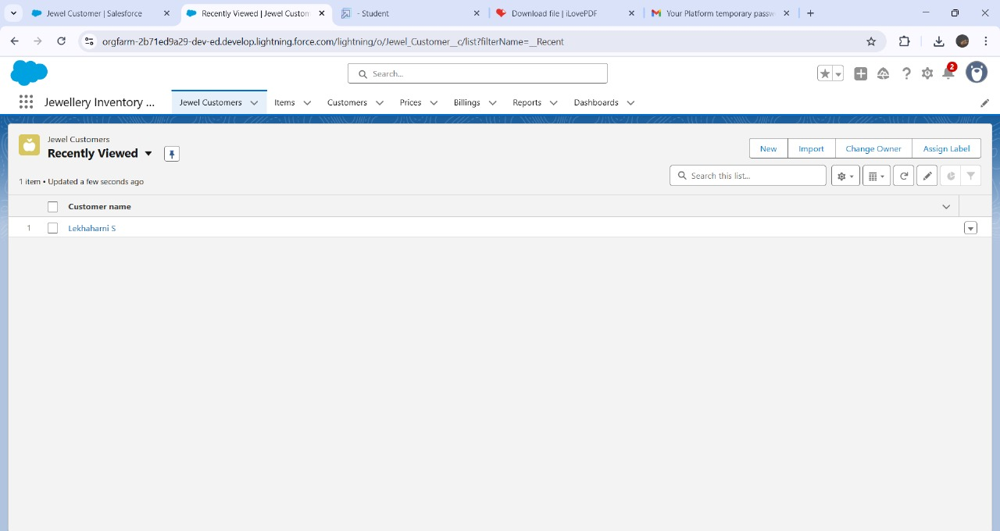 Jewel Customer | Salesforce
Recently Viewed | Jewel Custom
- Student
Download file | iLovePDF
Your Platform temporary passw
orgfarm-2b71ed9a29-dev-ed.develop.lightning.force.com/lightning/o/Jewel_Customer__c/list?filterName=__Recent
Search...
2
Jewellery Inventory ...
Jewel Customers
Items
Customers
Prices
Billings
Reports
Dashboards
Jewel Customers
Recently Viewed
New
Import
Change Owner
Assign Label
1 item • Updated a few seconds ago
Search this list...
Customer name
1
Lekhaharni S